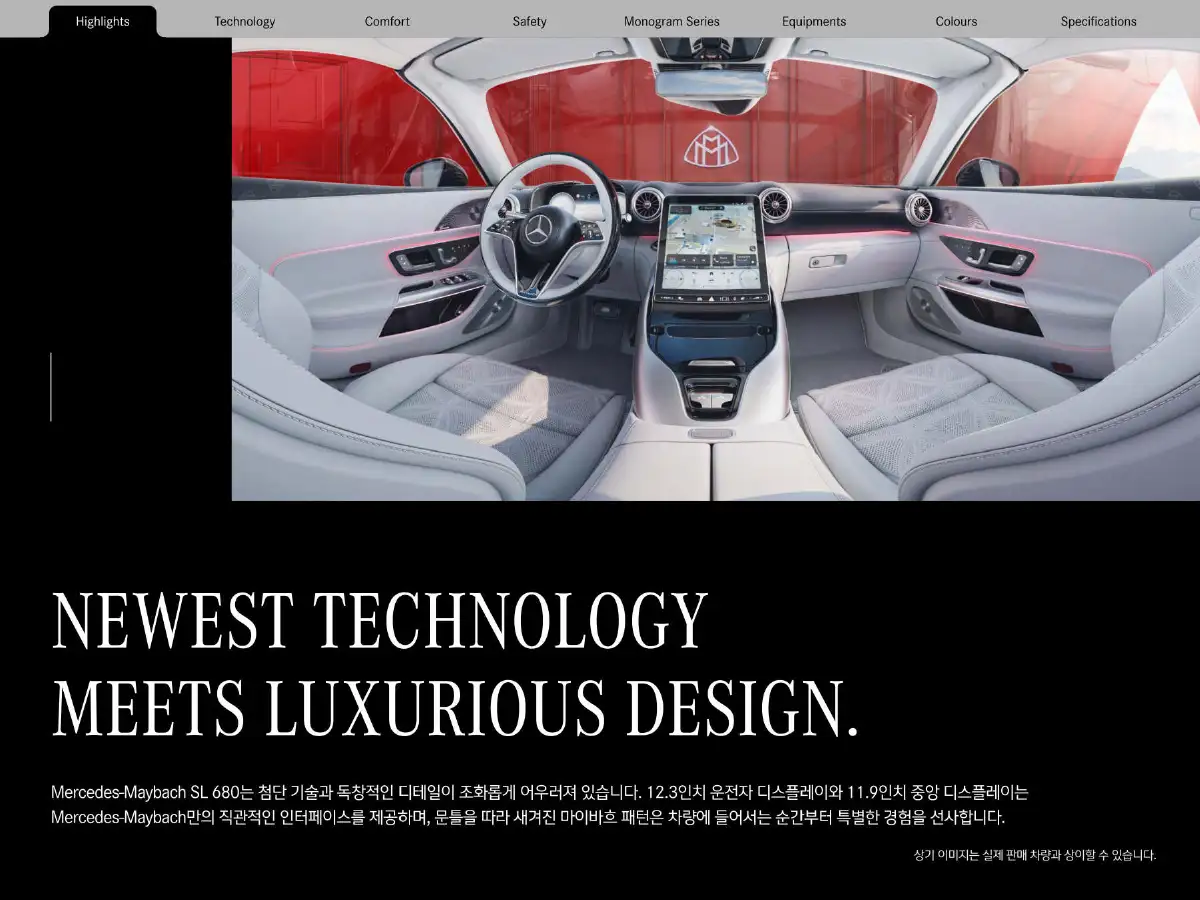 Highlights
Technology
Comfort
Safety
Monogram Series
Equipments
Colours
Specifications
NEWEST TECHNOLOGY
MEETS LUXURIOUS DESIGN.
Mercedes-Maybach SL 680는 첨단 기술과 독창적인 디테일이 조화롭게 어우러져 있습니다. 12.3인치 운전자 디스플레이와 11.9인치 중앙 디스플레이는
Mercedes-Maybach만의 직관적인 인터페이스를 제공하며, 문틀을 따라 새겨진 마이바흐 패턴은 차량에 들어서는 순간부터 특별한 경험을 선사합니다.
상기 이미지는 실제 판매 차량과 상이할 수 있습니다.